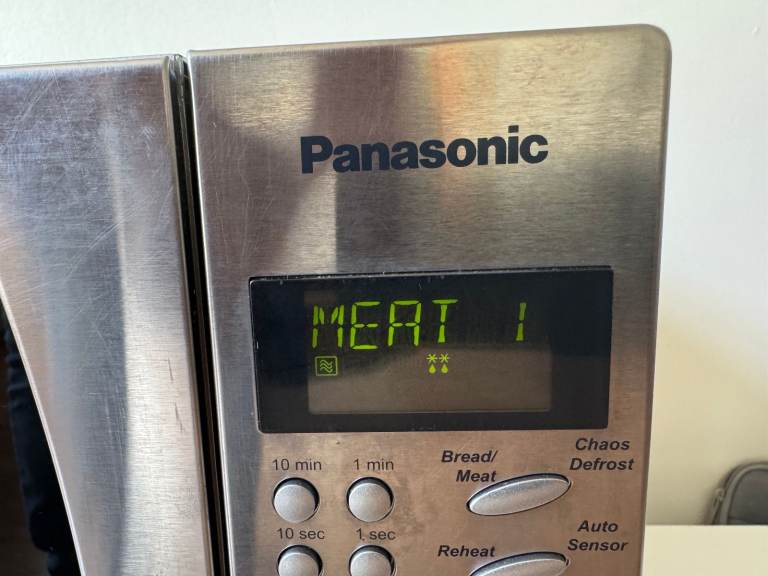 Panasonic
MEAT 1
10 min
1 min
Bread/
Meat
Chaos
Defrost
10 sec
1 sec
Reheat
Auto
Sensor